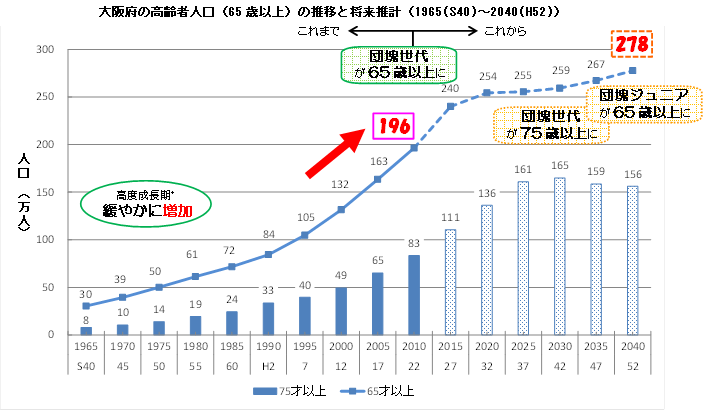 大阪府の高齢者人口（65歳以上）の推移と将来推計（1965(S40)～2040(H52)）
これまで これから
団塊世代
が65歳以上に
278
196
団塊世代
が75歳以上に
団塊ジュニア
が65歳以上に
高度成長期*
緩やかに増加
人口（万人）
300
250
200
150
100
50
0
30 39 50 61 72 84 105 132 163 240 254 255 259 267
8 10 14 19 24 33 40 49 65 83 111 136 161 165 159 156
1965 1970 1975 1980 1985 1990 1995 2000 2005 2010 2015 2020 2025 2030 2035 2040
S40 45 50 55 60 H2 7 12 17 22 27 32 37 42 47 52
75才以上 65才以上